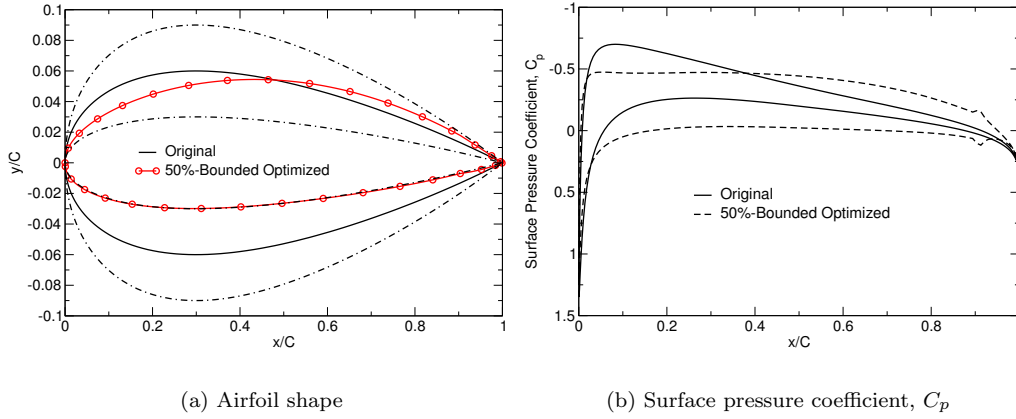 0.1
0.08
0.06
0.04
0.02
0
-0.02
-0.04
-0.06
-0.08
-0.1
y/C
0 0.2 0.4 0.6 0.8 1
x/C
Original
50%-Bounded Optimized
(a) Airfoil shape
-1
-0.5
0
0.5
1
1.5
Surface Pressure Coefficient, Cp
0 0.2 0.4 0.6 0.8
x/C
Original
50%-Bounded Optimized
(b) Surface pressure coefficient, Cp